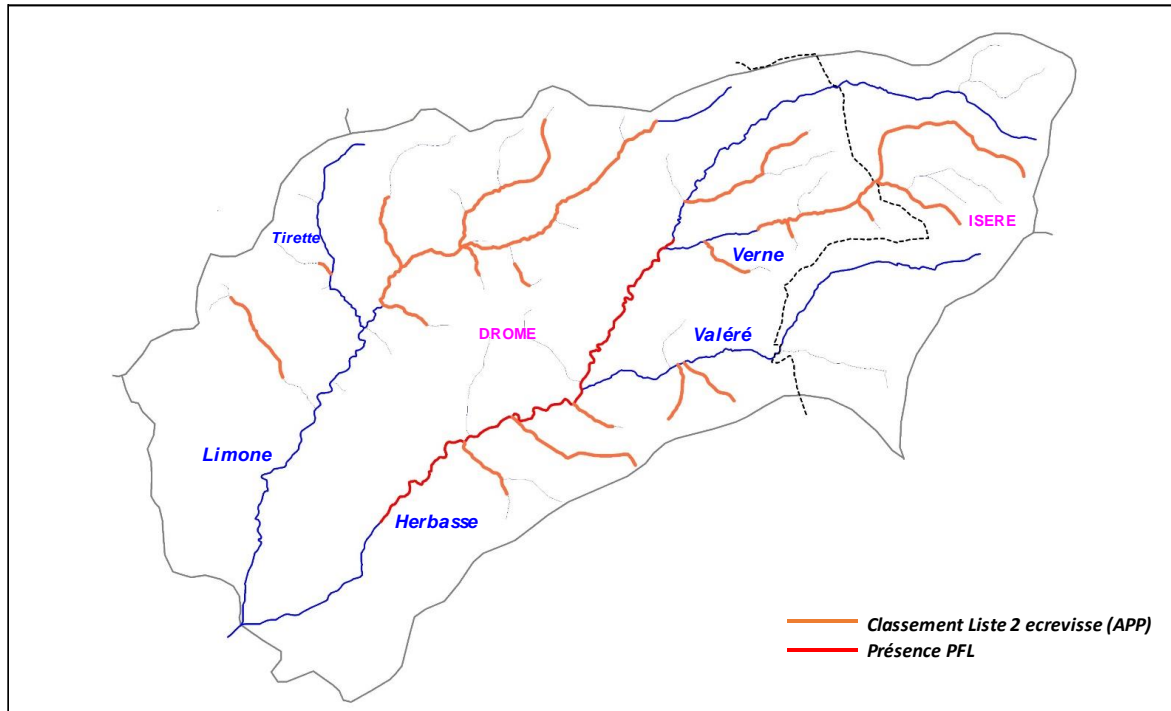 ISERE
Tirette
Verne
DROME
Valéré
Limone
Herbasse
Classement Liste 2 ecrevisse (APP)
Présence PFL